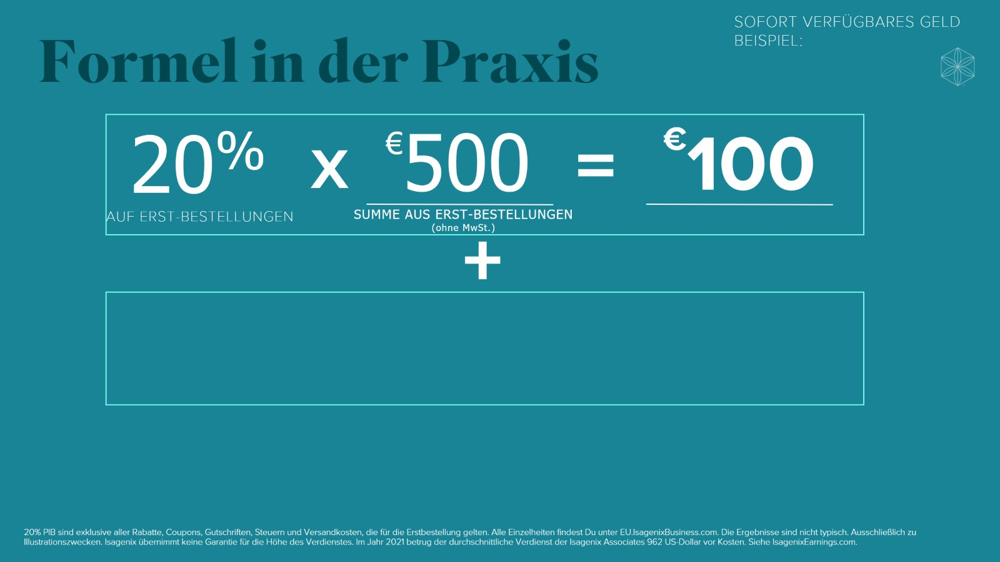 SOFORT VERFÜGBARES GELD
BEISPIEL:
Formel in der Praxis
20% x €500 = €100
AUF ERST-BESTELLUNGEN
SUMME AUS ERST-BESTELLUNGEN
(ohne MwSt.)
+
20% PIB sind exklusive aller Rabatte, Coupons, Gutschriften, Steuern und Versandkosten, die für die Erstbestellung gelten. Alle Einzelheiten findest Du unter EU.IsagenixBusiness.com. Die Ergebnisse sind nicht typisch. Ausschließlich zu
Illustrationszwecken. Isagenix übernimmt keine Garantie für die Höhe des Verdienstes. Im Jahr 2021 betrug der durchschnittliche Verdienst der Isagenix Associates 962 US-Dollar vor Kosten. Siehe IsagenixEarnings.com.